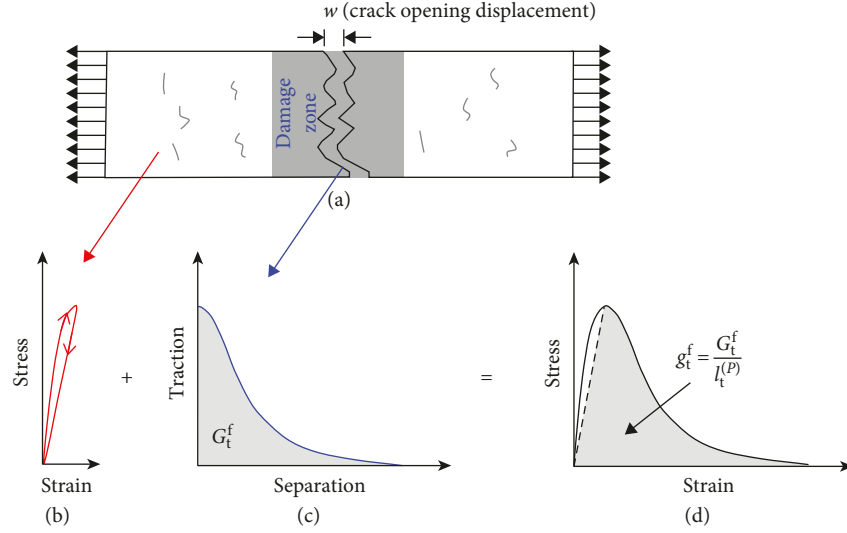 w (crack opening displacement)
Damage
zone
(a)
Stress
Strain
(b)
+
Traction
G_t^f
Separation
(c)
=
Stress
g_t^f = G_t^f / l_t^(P)
Strain
(d)